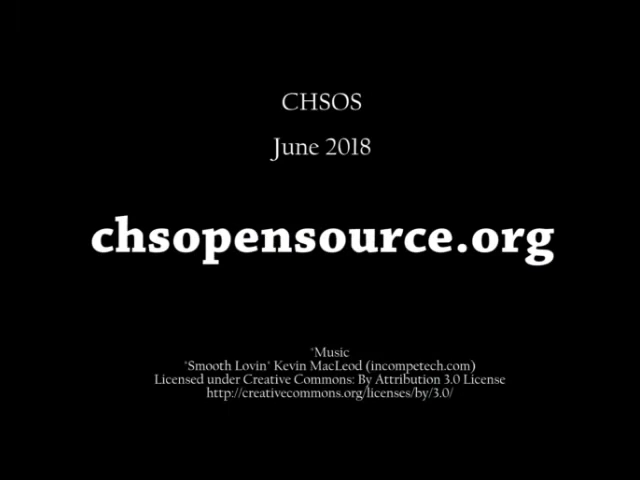 CHSOS
June 2018
chsopensource.org
"Music
"Smooth Lovin" Kevin MacLeod (incompetech.com)
Licensed under Creative Commons: By Attribution 3.0 License
http://creativecommons.org/licenses/by/3.0/